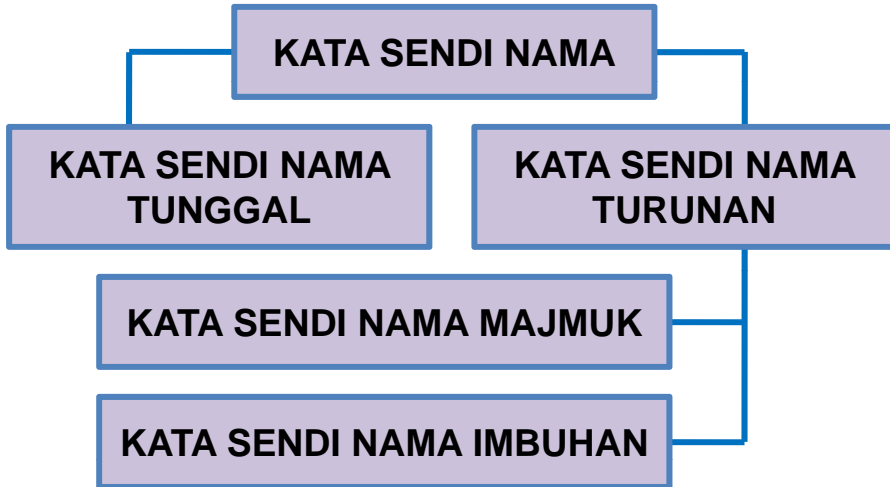 KATA SENDI NAMA
KATA SENDI NAMA
TUNGGAL
KATA SENDI NAMA
TURUNAN
KATA SENDI NAMA MAJMUK
KATA SENDI NAMA IMBUHAN